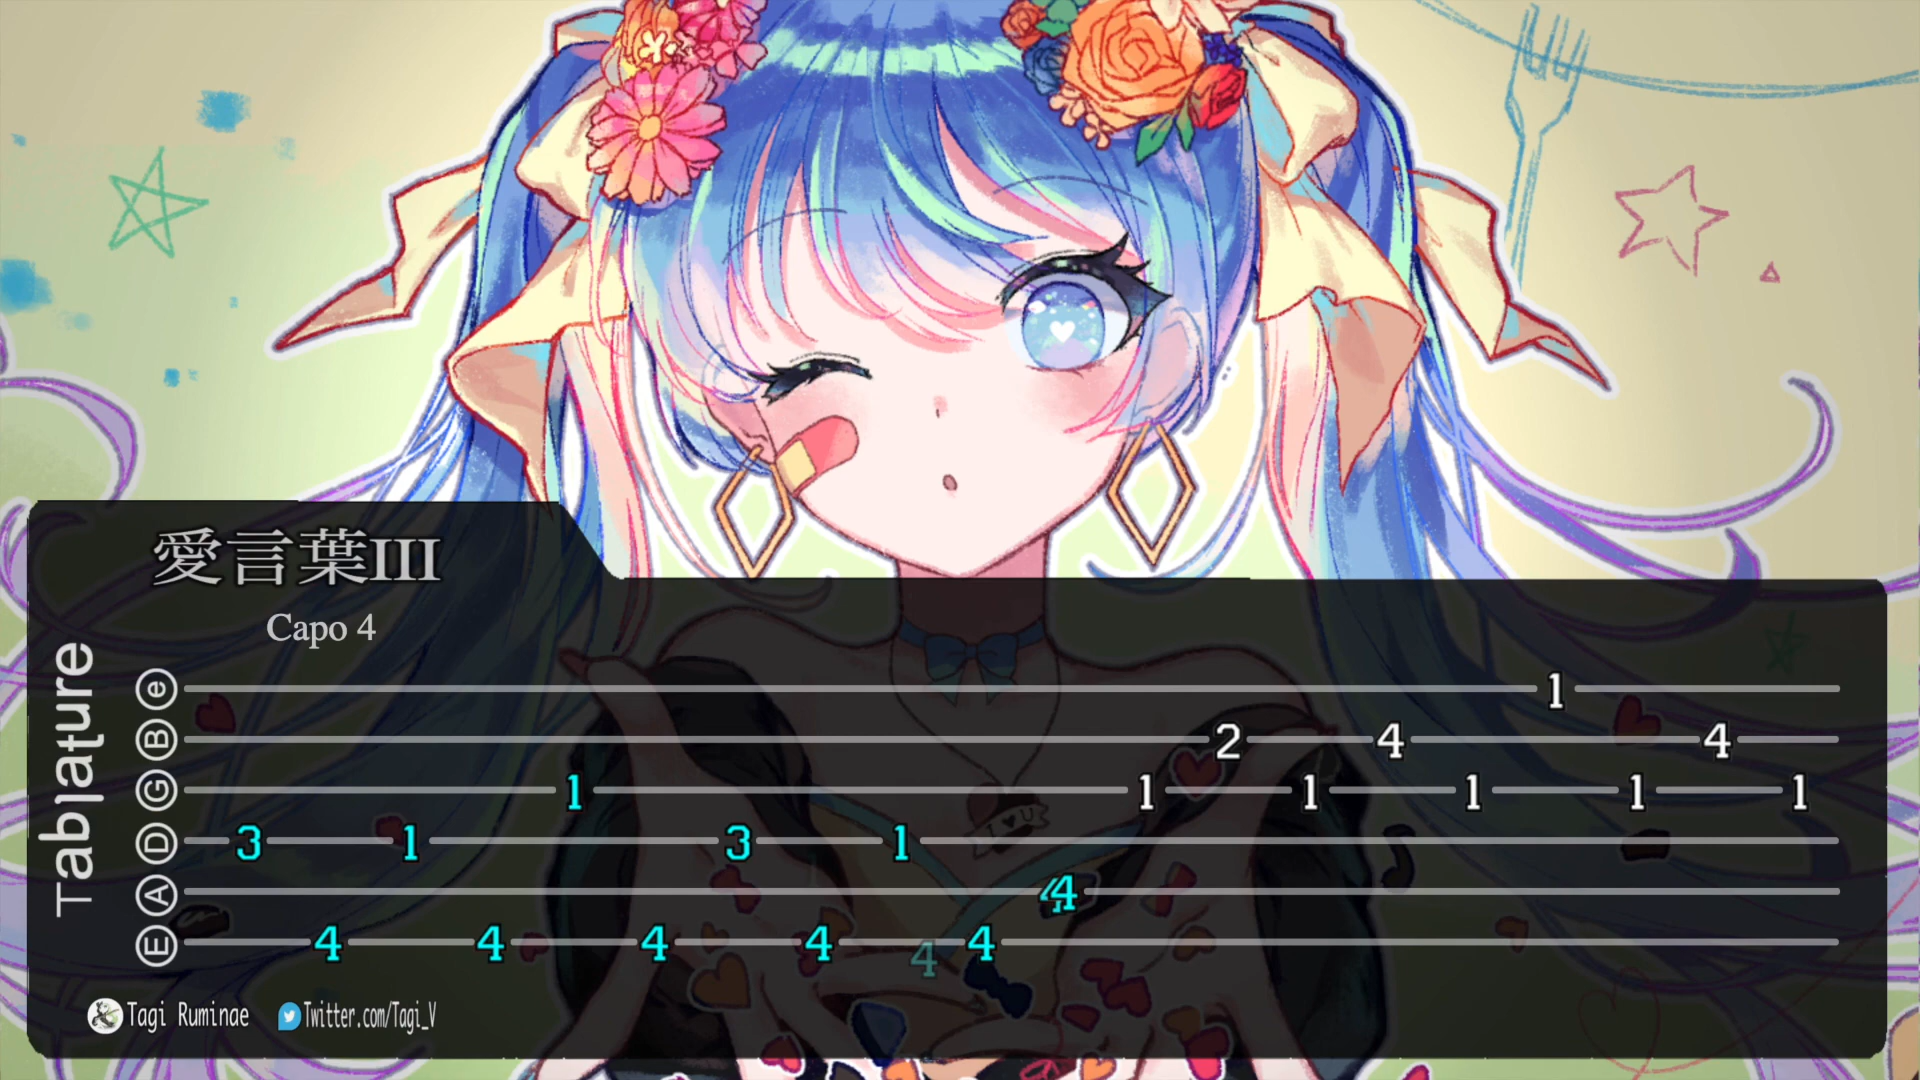 愛言葉III
Capo 4
Tablature
e 1
B 2 4 4
G 1 1 1 1 1 1
D 3 1 3 1
A 4
E 4 4 4 4 4 4
I ♥ U
Tagi Ruminae
Twitter.com/Tagi_V